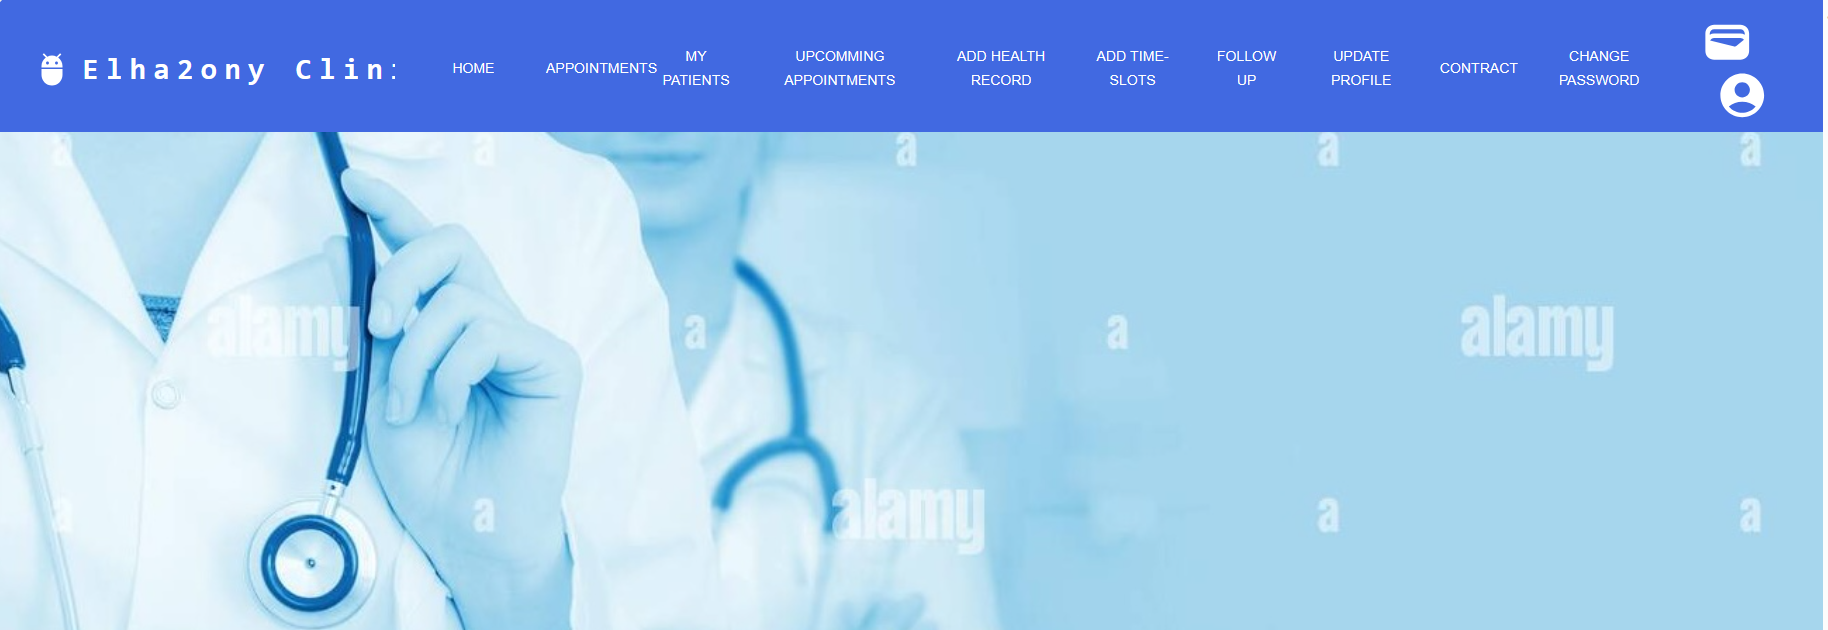 Elha2ony Clin
HOME
APPOINTMENTS
MY
PATIENTS
UPCOMMING
APPOINTMENTS
ADD HEALTH
RECORD
ADD TIME-
SLOTS
FOLLOW
UP
UPDATE
PROFILE
CONTRACT
CHANGE
PASSWORD
a a a a a
alamy a a alamy
a alamy a a a